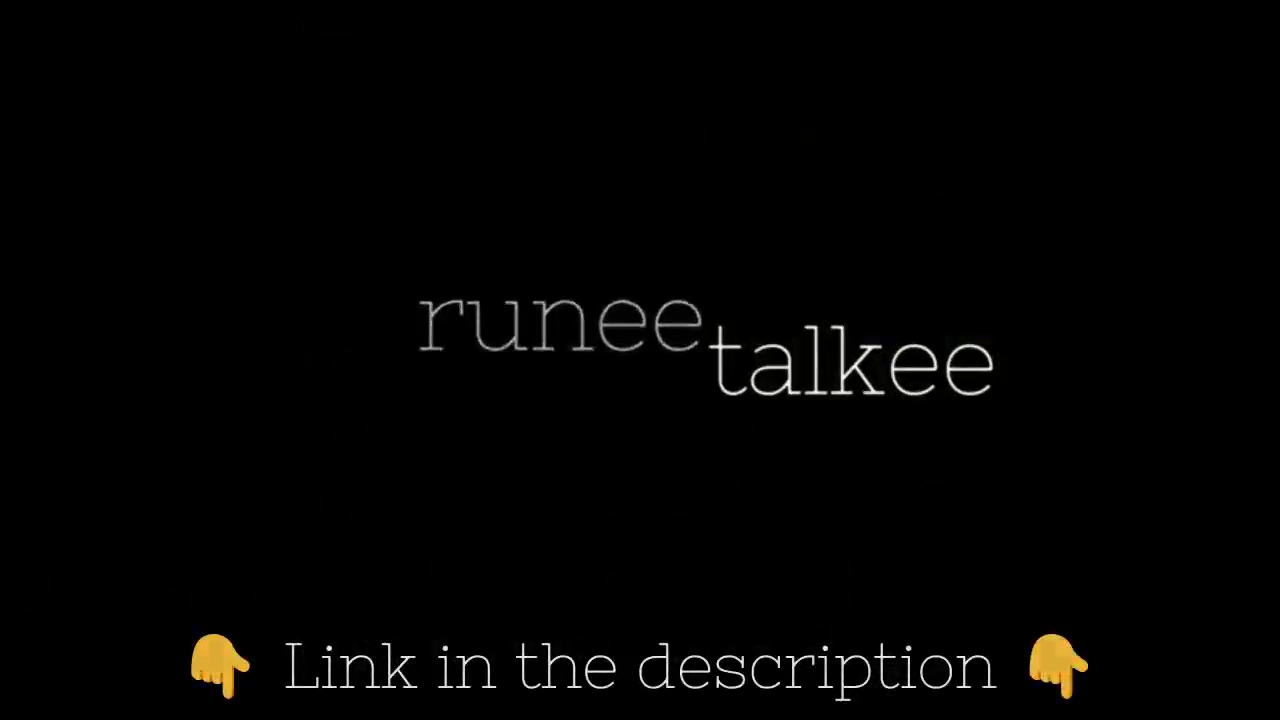 runee
talkee
👇 Link in the description 👇